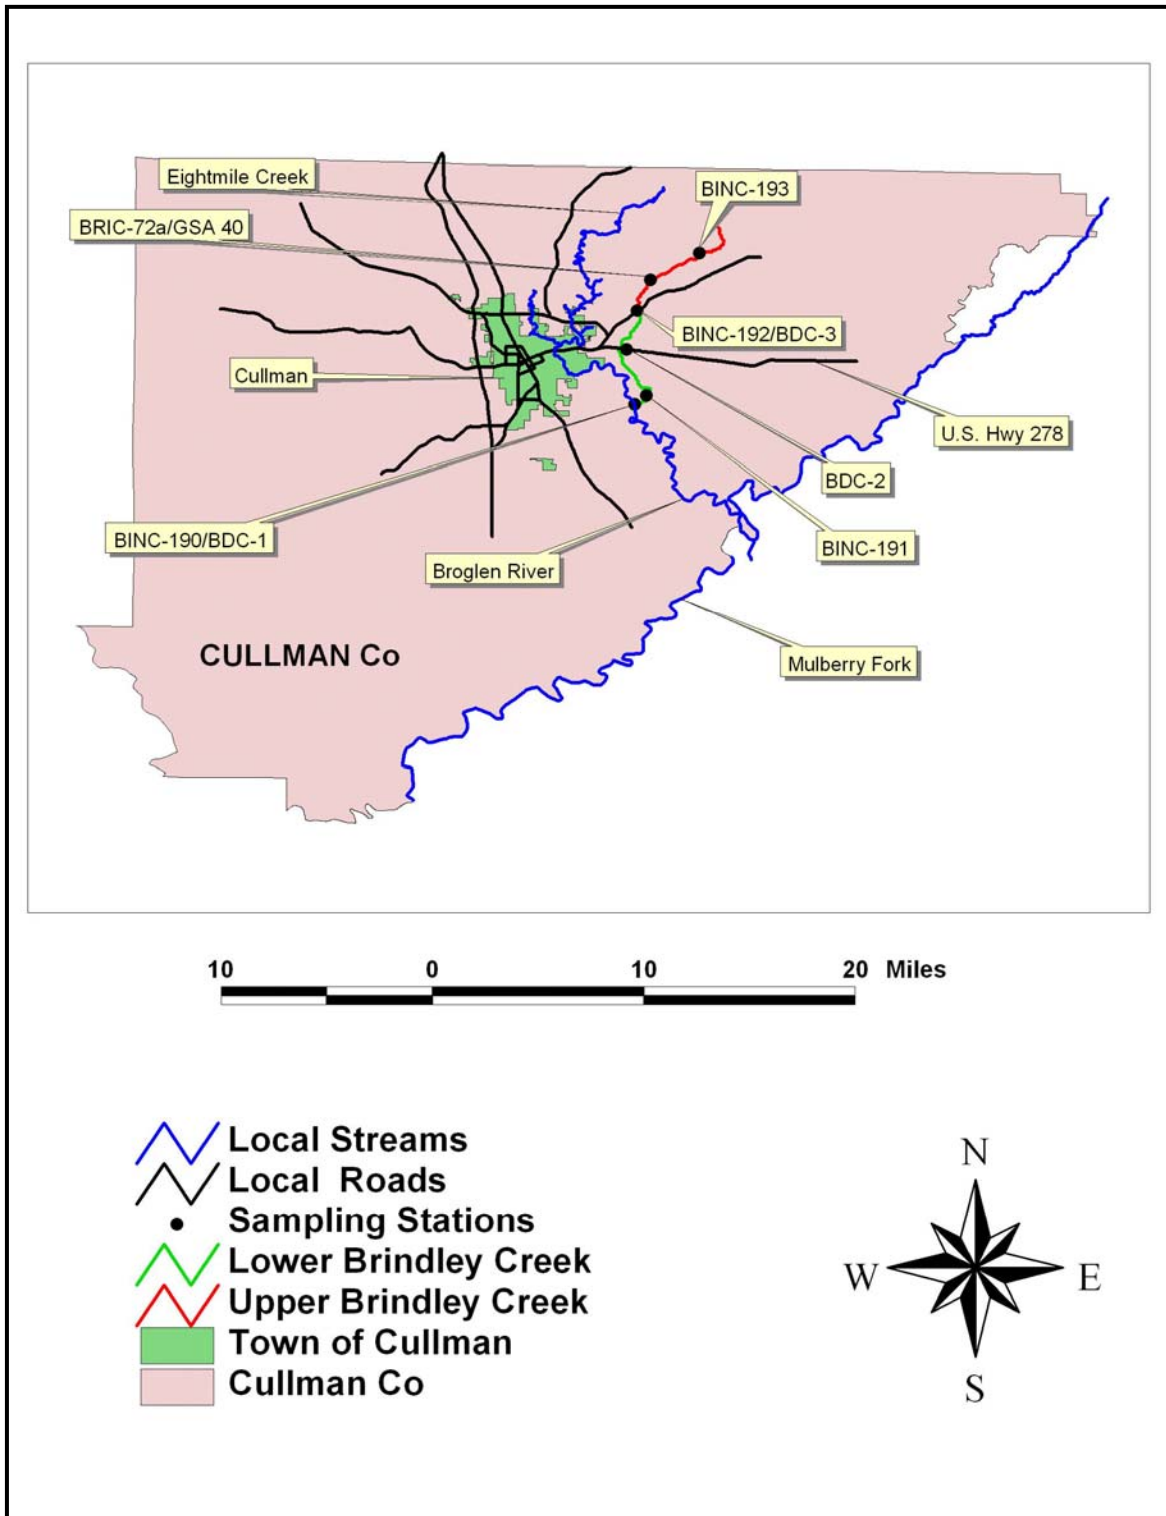 Eightmile Creek
BINC-193
BRIC-72a/GSA 40
BINC-192/BDC-3
Cullman
U.S. Hwy 278
BDC-2
BINC-190/BDC-1
BINC-191
Broglen River
CULLMAN Co
Mulberry Fork
10 0 10 20 Miles
Local Streams
Local Roads
Sampling Stations
Lower Brindley Creek
Upper Brindley Creek
Town of Cullman
Cullman Co
N
W E
S